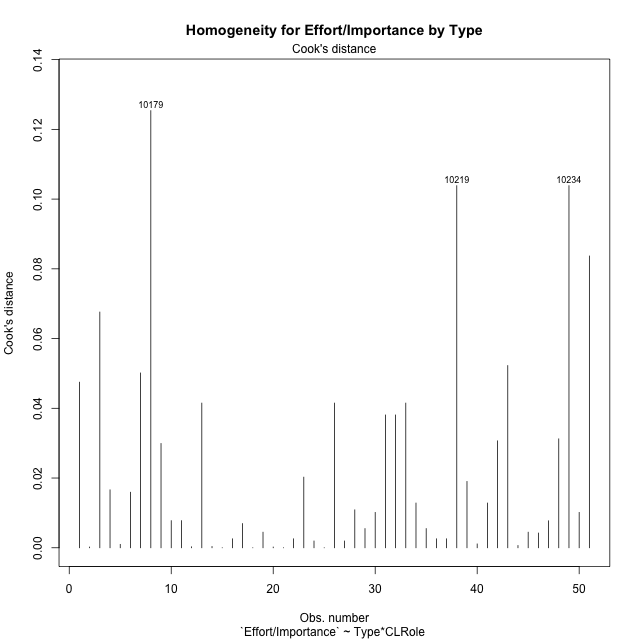 Homogeneity for Effort/Importance by Type
Cook's distance
0.14
0.12
0.10
0.08
0.06
0.04
0.02
0.00
Cook's distance
10179
10219
10234
0 10 20 30 40 50
Obs. number
`Effort/Importance` ~ Type*CLRole